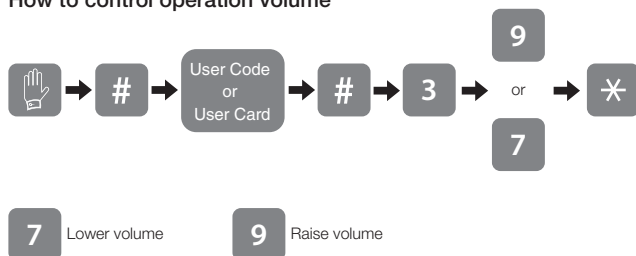 How to control operation volume
9
# User Code # 3 or *
or
User Card
7
7 Lower volume 9 Raise volume